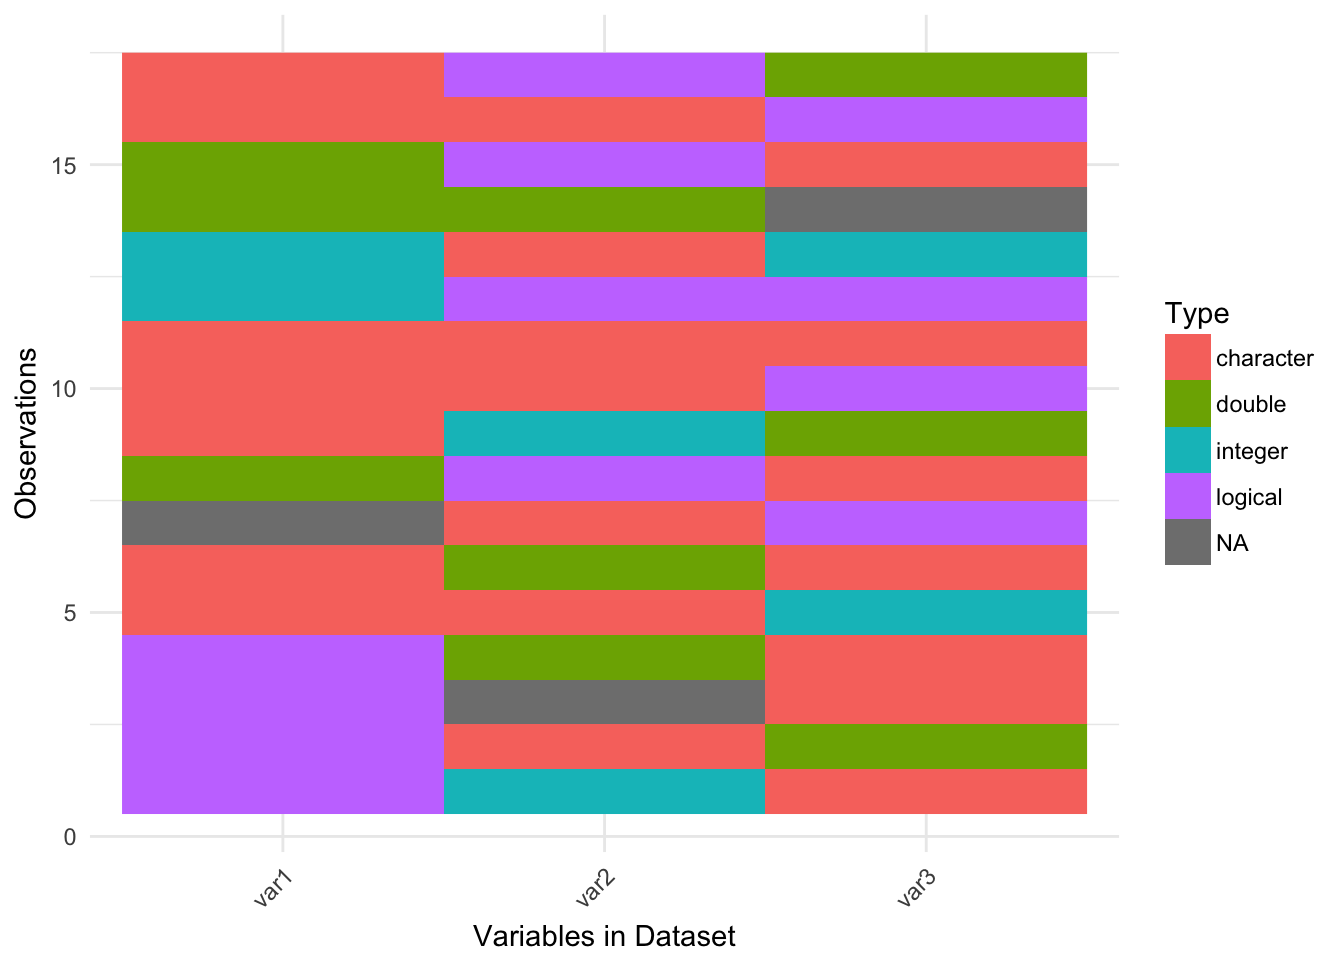 15
10
5
0
Observations
var1
var2
var3
Variables in Dataset
Type
character
double
integer
logical
NA